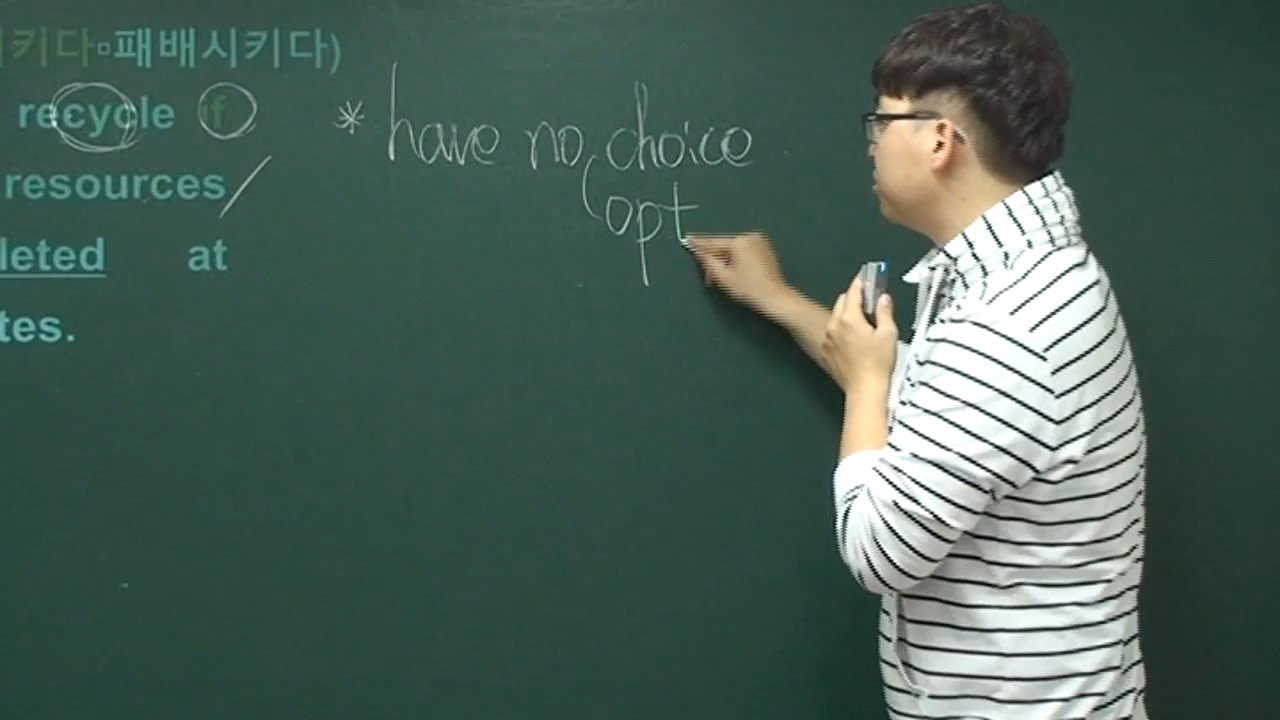 키다▫패배시키다)
recycle if
* have no choice
opt
resources/
leted at
tes.